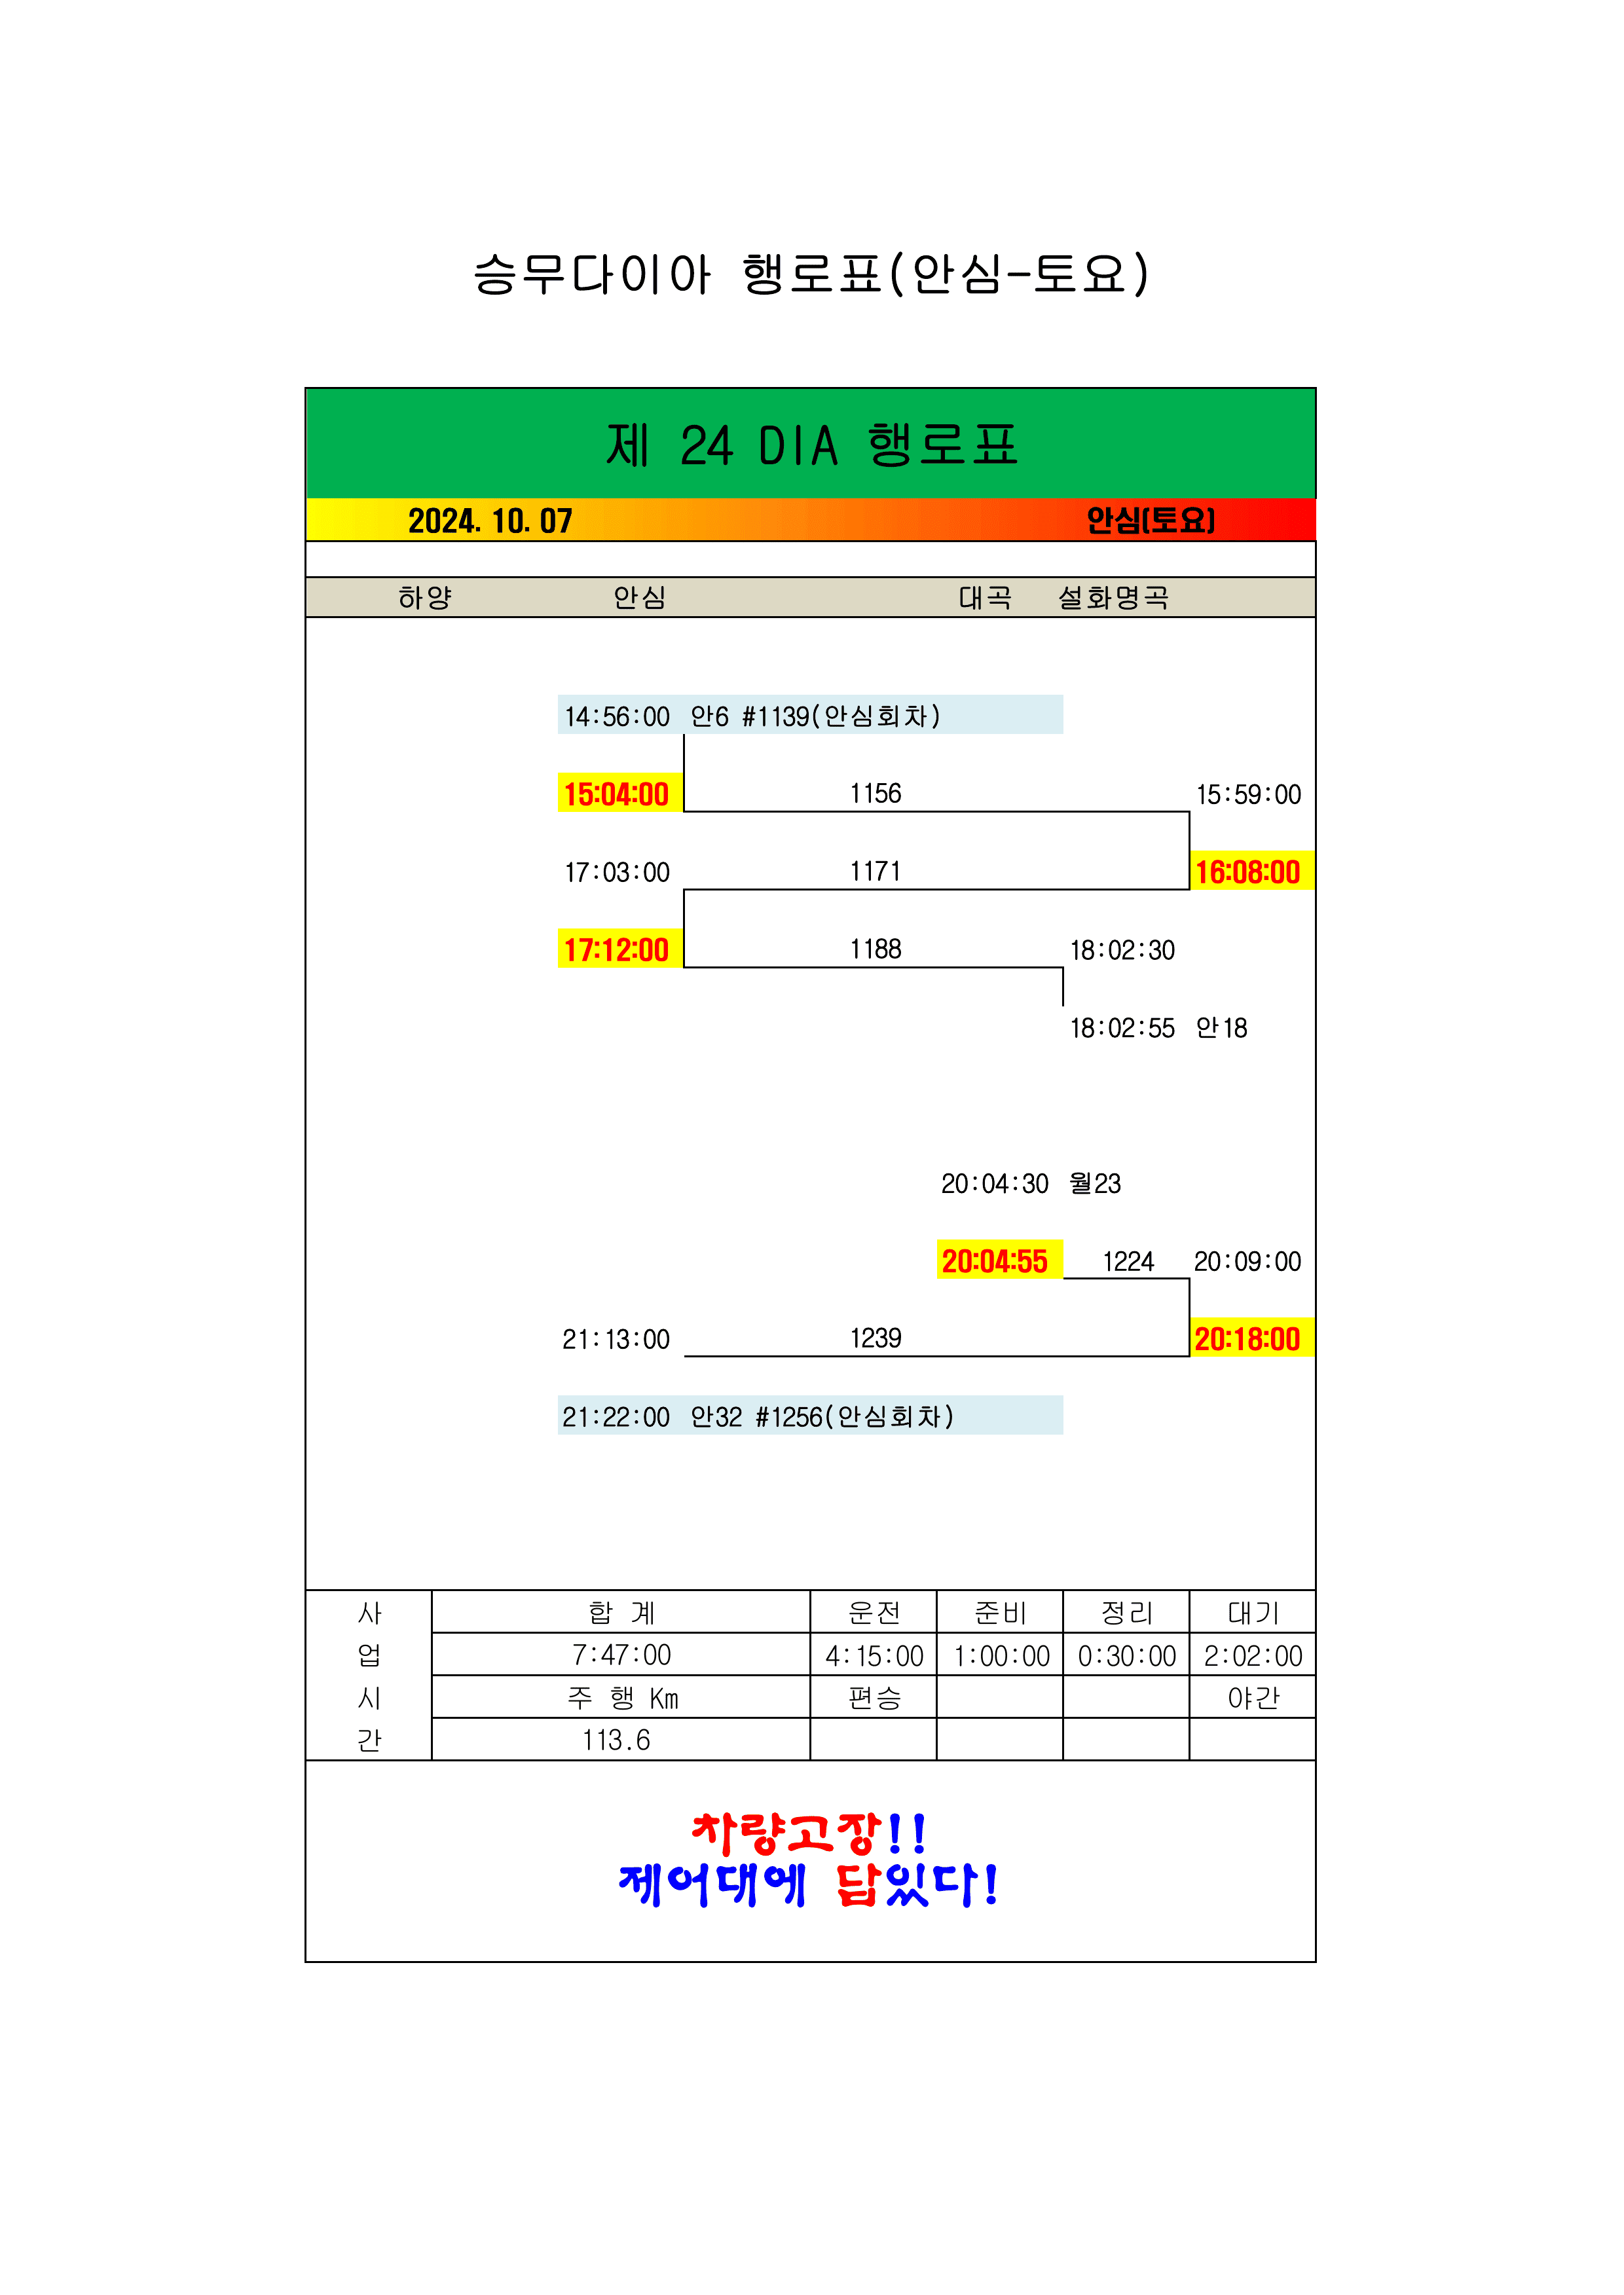 승무다이아 행로표(안심-토요)
제 24 DIA 행로표
2024. 10. 07 안심(토요)
하양 안심 대곡 설화명곡
14:56:00 안6 #1139(안심회차)
15:04:00 1156 15:59:00
17:03:00 1171 16:08:00
17:12:00 1188 18:02:30
18:02:55 안18
20:04:30 월23
20:04:55 1224 20:09:00
21:13:00 1239 20:18:00
21:22:00 안32 #1256(안심회차)
사 합 계 운전 준비 정리 대기
업 7:47:00 4:15:00 1:00:00 0:30:00 2:02:00
시 주 행 Km 편승 야간
간 113.6
차량고장!!
제어대에 답있다!